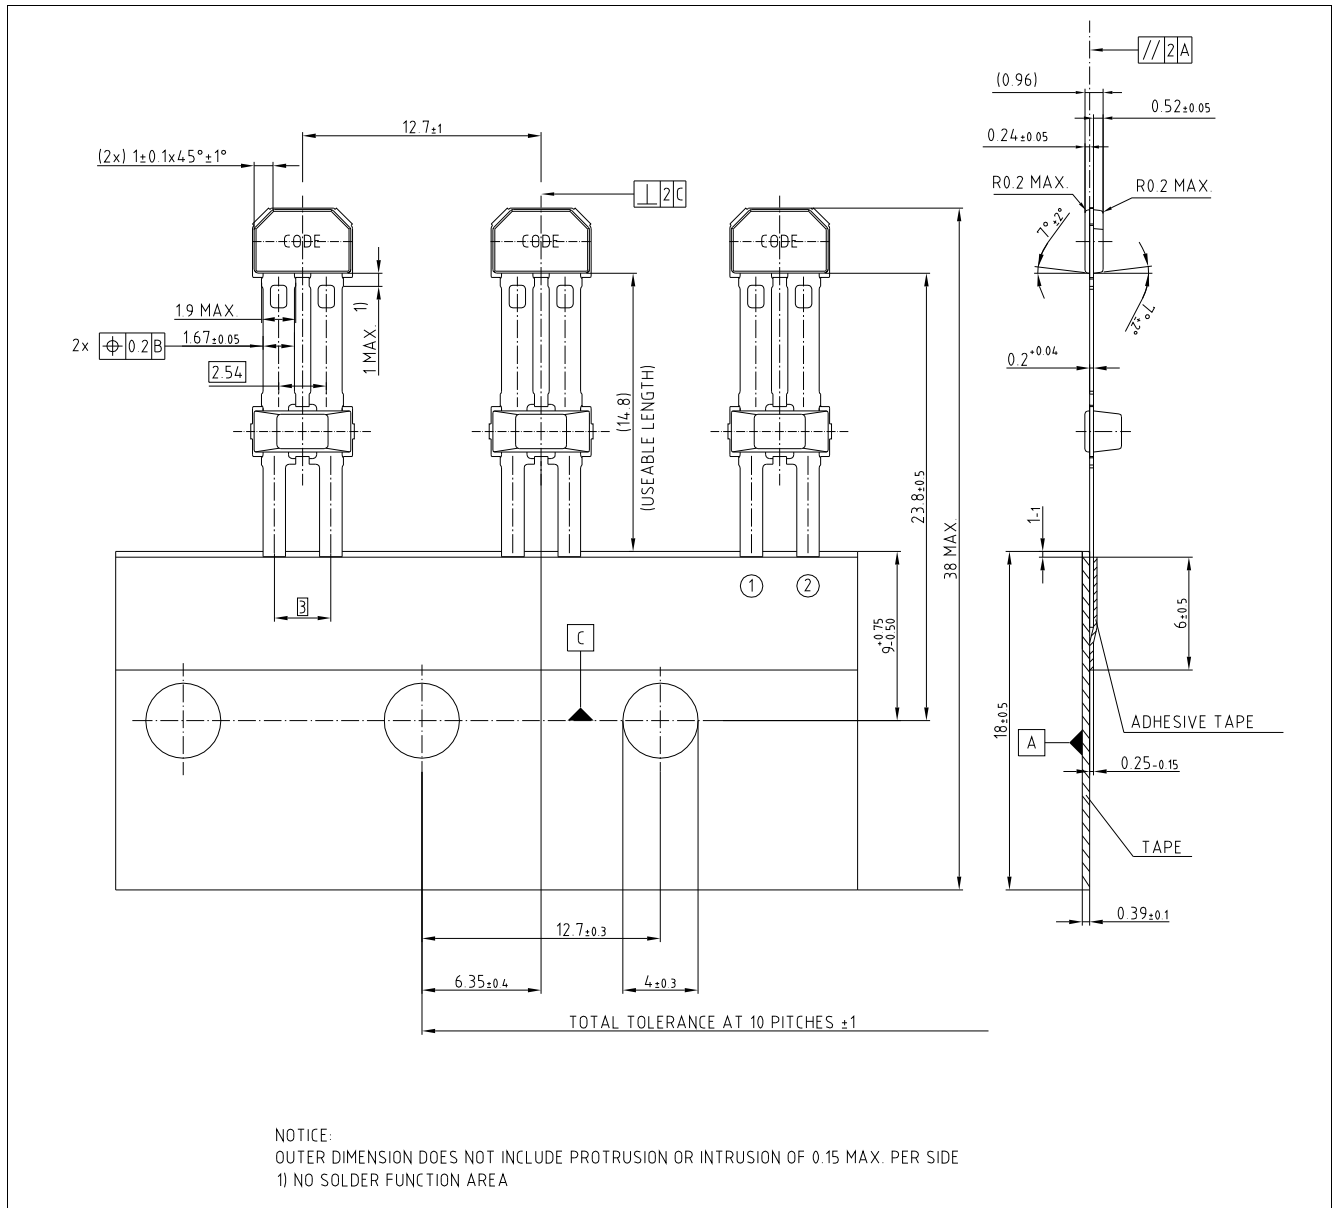 // 2 A
(0.96)
0.52±0.05
12.7±1
0.24±0.05
(2x) 1±0.1x45°±1°
R0.2 MAX.
R0.2 MAX.
⊥ 2 C
7°±2°
CODE
CODE
CODE
1.9 MAX.
1 MAX. 1)
7°±2°
2x ⌖ 0.2 B
1.67±0.05
0.2+0.04
2.54
(14.8)
(USEABLE LENGTH)
23.8±0.5
38 MAX.
1-1
1
2
3
6±0.5
C
9+0.75-0.50
18±0.5
ADHESIVE TAPE
A
0.25-0.15
TAPE
0.39±0.1
12.7±0.3
6.35±0.4
4±0.3
TOTAL TOLERANCE AT 10 PITCHES ±1
NOTICE:
OUTER DIMENSION DOES NOT INCLUDE PROTRUSION OR INTRUSION OF 0.15 MAX. PER SIDE
1) NO SOLDER FUNCTION AREA